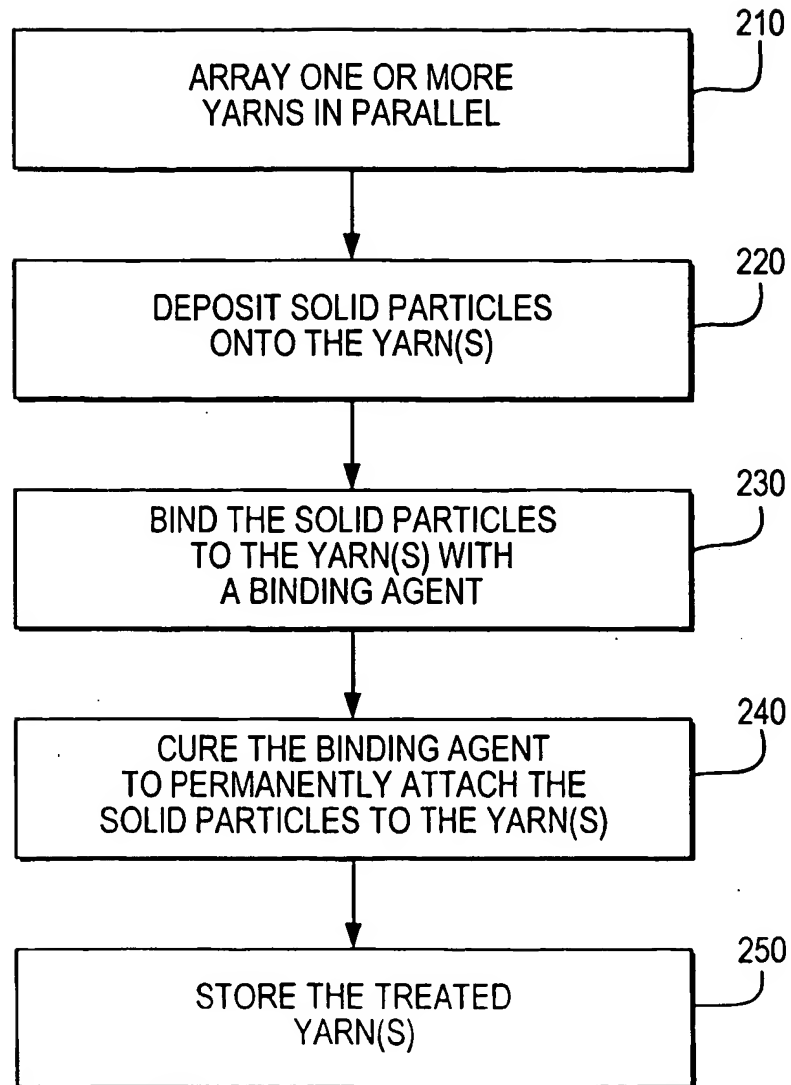 210
ARRAY ONE OR MORE
YARNS IN PARALLEL
220
DEPOSIT SOLID PARTICLES
ONTO THE YARN(S)
230
BIND THE SOLID PARTICLES
TO THE YARN(S) WITH
A BINDING AGENT
240
CURE THE BINDING AGENT
TO PERMANENTLY ATTACH THE
SOLID PARTICLES TO THE YARN(S)
250
STORE THE TREATED
YARN(S)